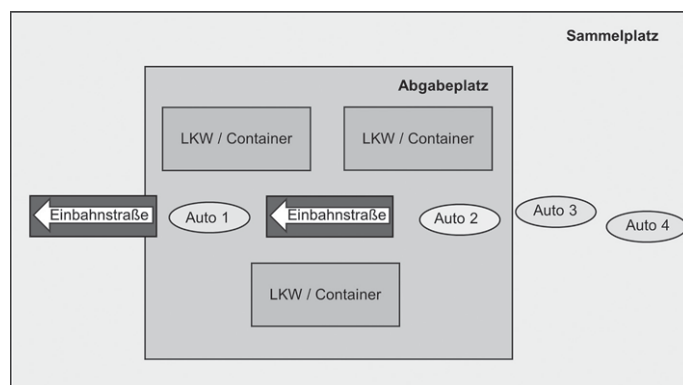 Sammelplatz
Abgabeplatz
LKW / Container
LKW / Container
Einbahnstraße
Auto 1
Einbahnstraße
Auto 2
Auto 3
Auto 4
LKW / Container